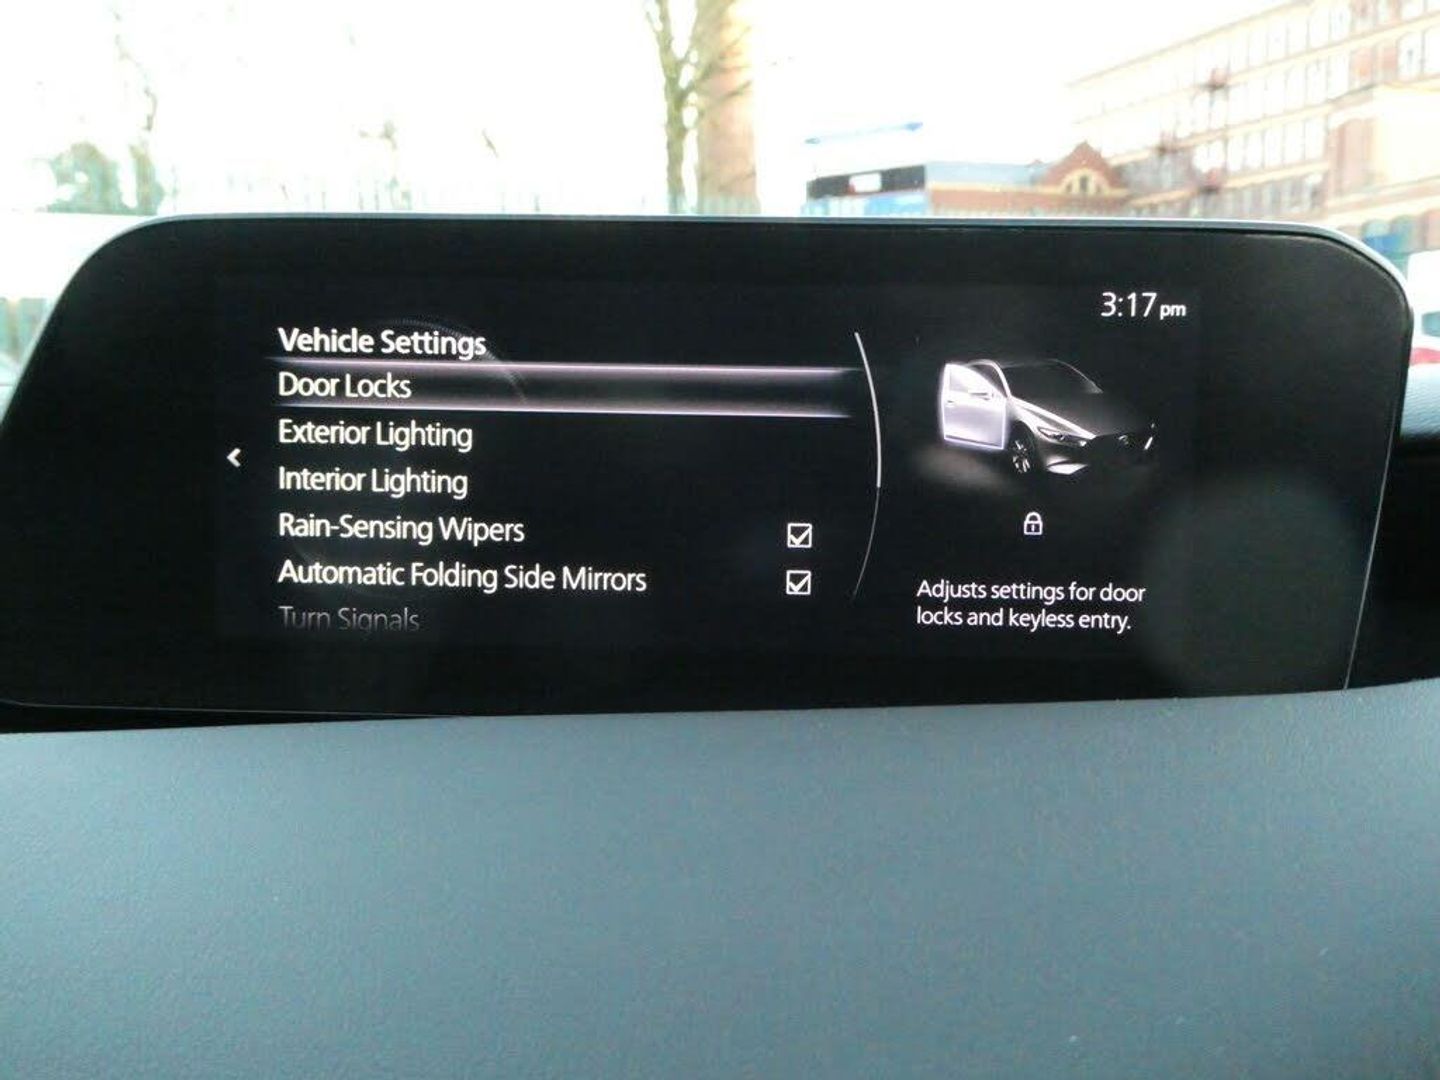 3:17 pm
Vehicle Settings
Door Locks
Exterior Lighting
Interior Lighting
Rain-Sensing Wipers
Automatic Folding Side Mirrors
Turn Signals
Adjusts settings for door
locks and keyless entry.